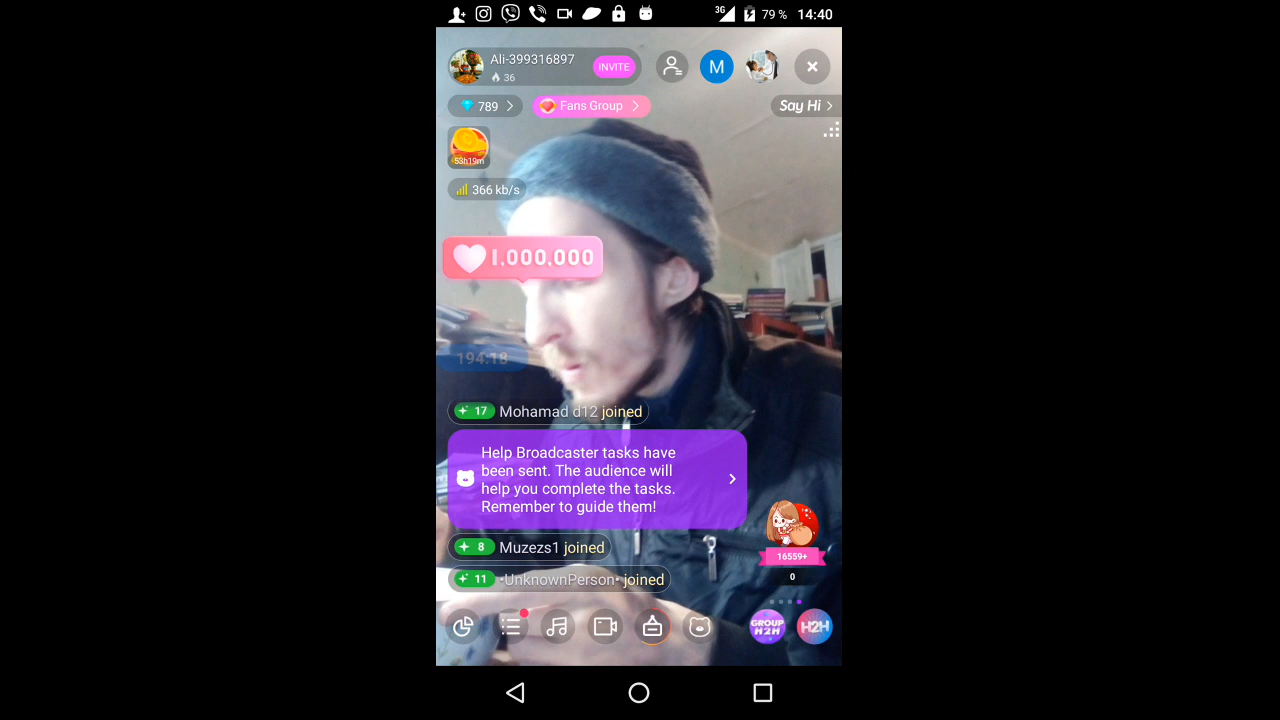 3G 79 % 14:40
Ali-399316897
36
INVITE
M
789
Fans Group
Say Hi
53h19m
366 kb/s
1,000,000
194:18
17 Mohamad d12 joined
Help Broadcaster tasks have
been sent. The audience will
help you complete the tasks.
Remember to guide them!
8 Muzezs1 joined
11 •UnknownPerson• joined
16559+
0
GROUP
H2H
H2H